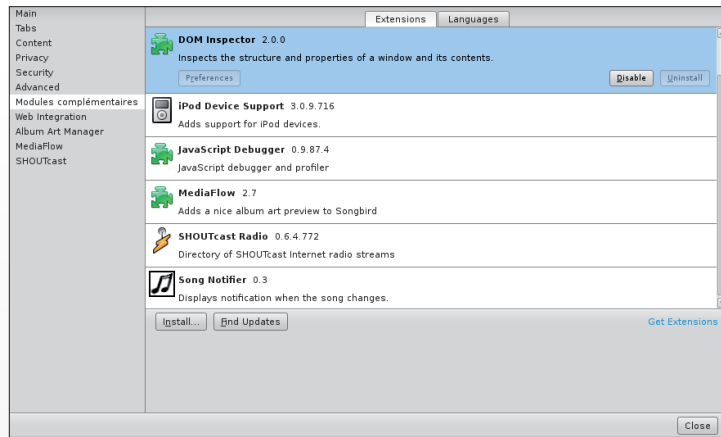 Main
Tabs
Content
Privacy
Security
Advanced
Modules complémentaires
Web Integration
Album Art Manager
MediaFlow
SHOUTcast
Extensions
Languages
DOM Inspector 2.0.0
Inspects the structure and properties of a window and its contents.
Preferences
Disable
Uninstall
iPod Device Support 3.0.9.716
Adds support for iPod devices.
JavaScript Debugger 0.9.87.4
JavaScript debugger and profiler
MediaFlow 2.7
Adds a nice album art preview to Songbird
SHOUTcast Radio 0.6.4.772
Directory of SHOUTcast Internet radio streams
Song Notifier 0.3
Displays notification when the song changes.
Install...
Find Updates
Get Extensions
Close